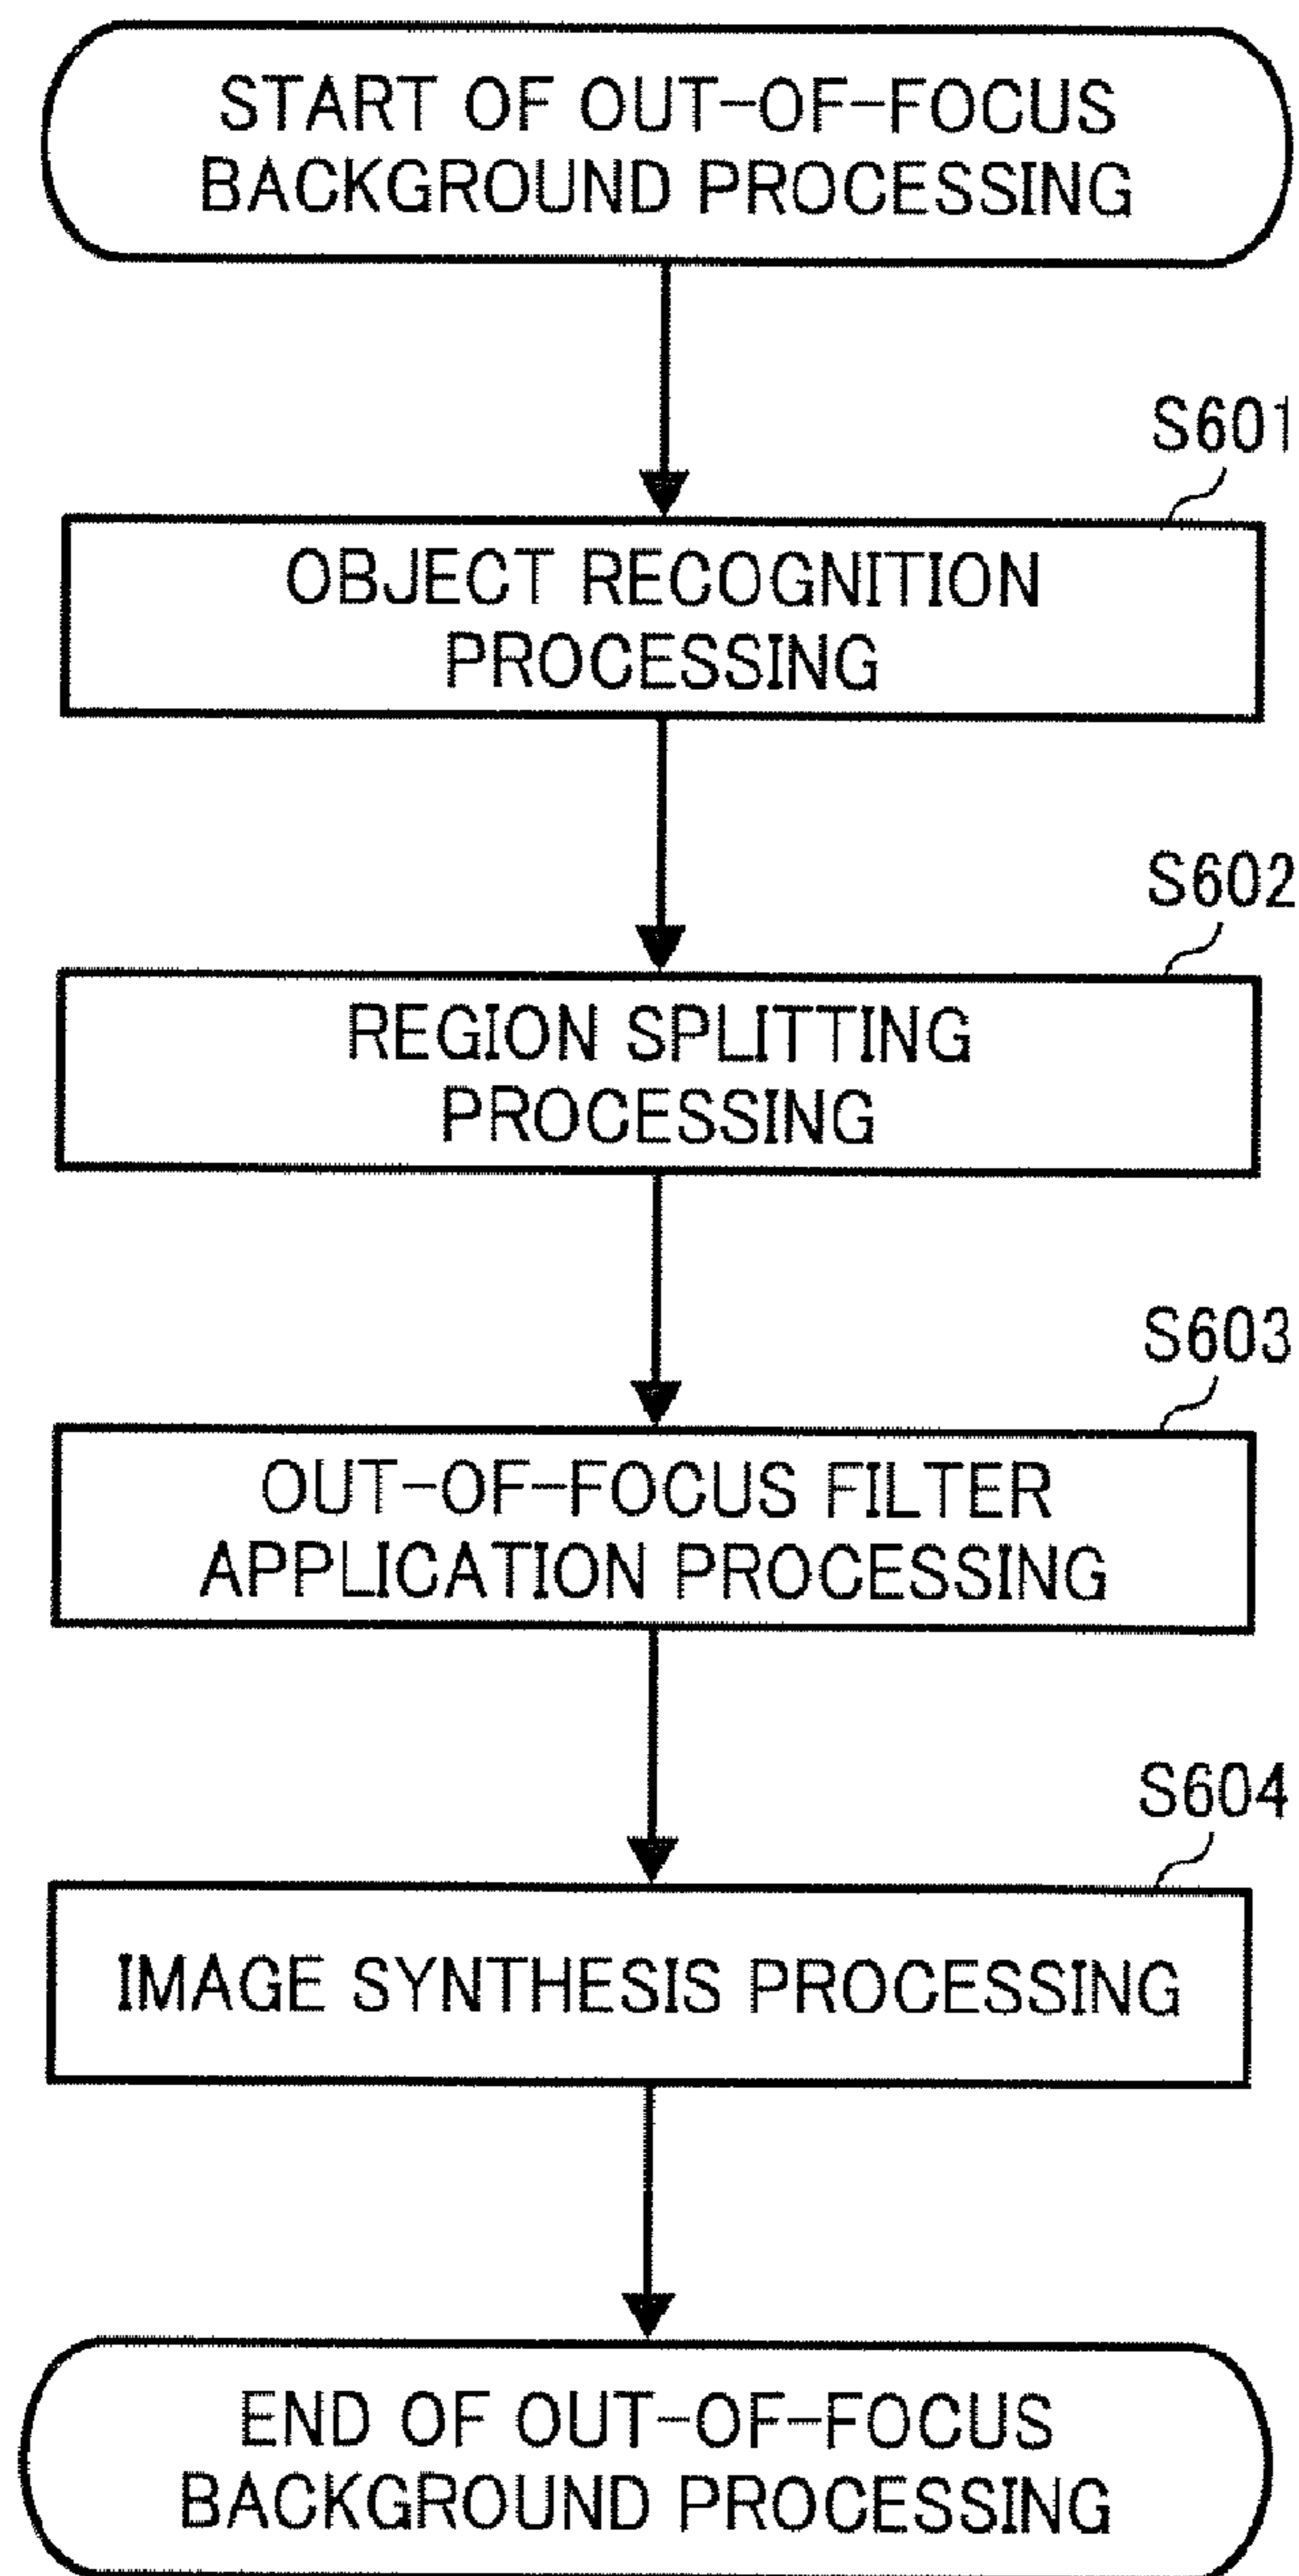 START OF OUT-OF-FOCUS
BACKGROUND PROCESSING
S601
OBJECT RECOGNITION
PROCESSING
S602
REGION SPLITTING
PROCESSING
S603
OUT-OF-FOCUS FILTER
APPLICATION PROCESSING
S604
IMAGE SYNTHESIS PROCESSING
END OF OUT-OF-FOCUS
BACKGROUND PROCESSING